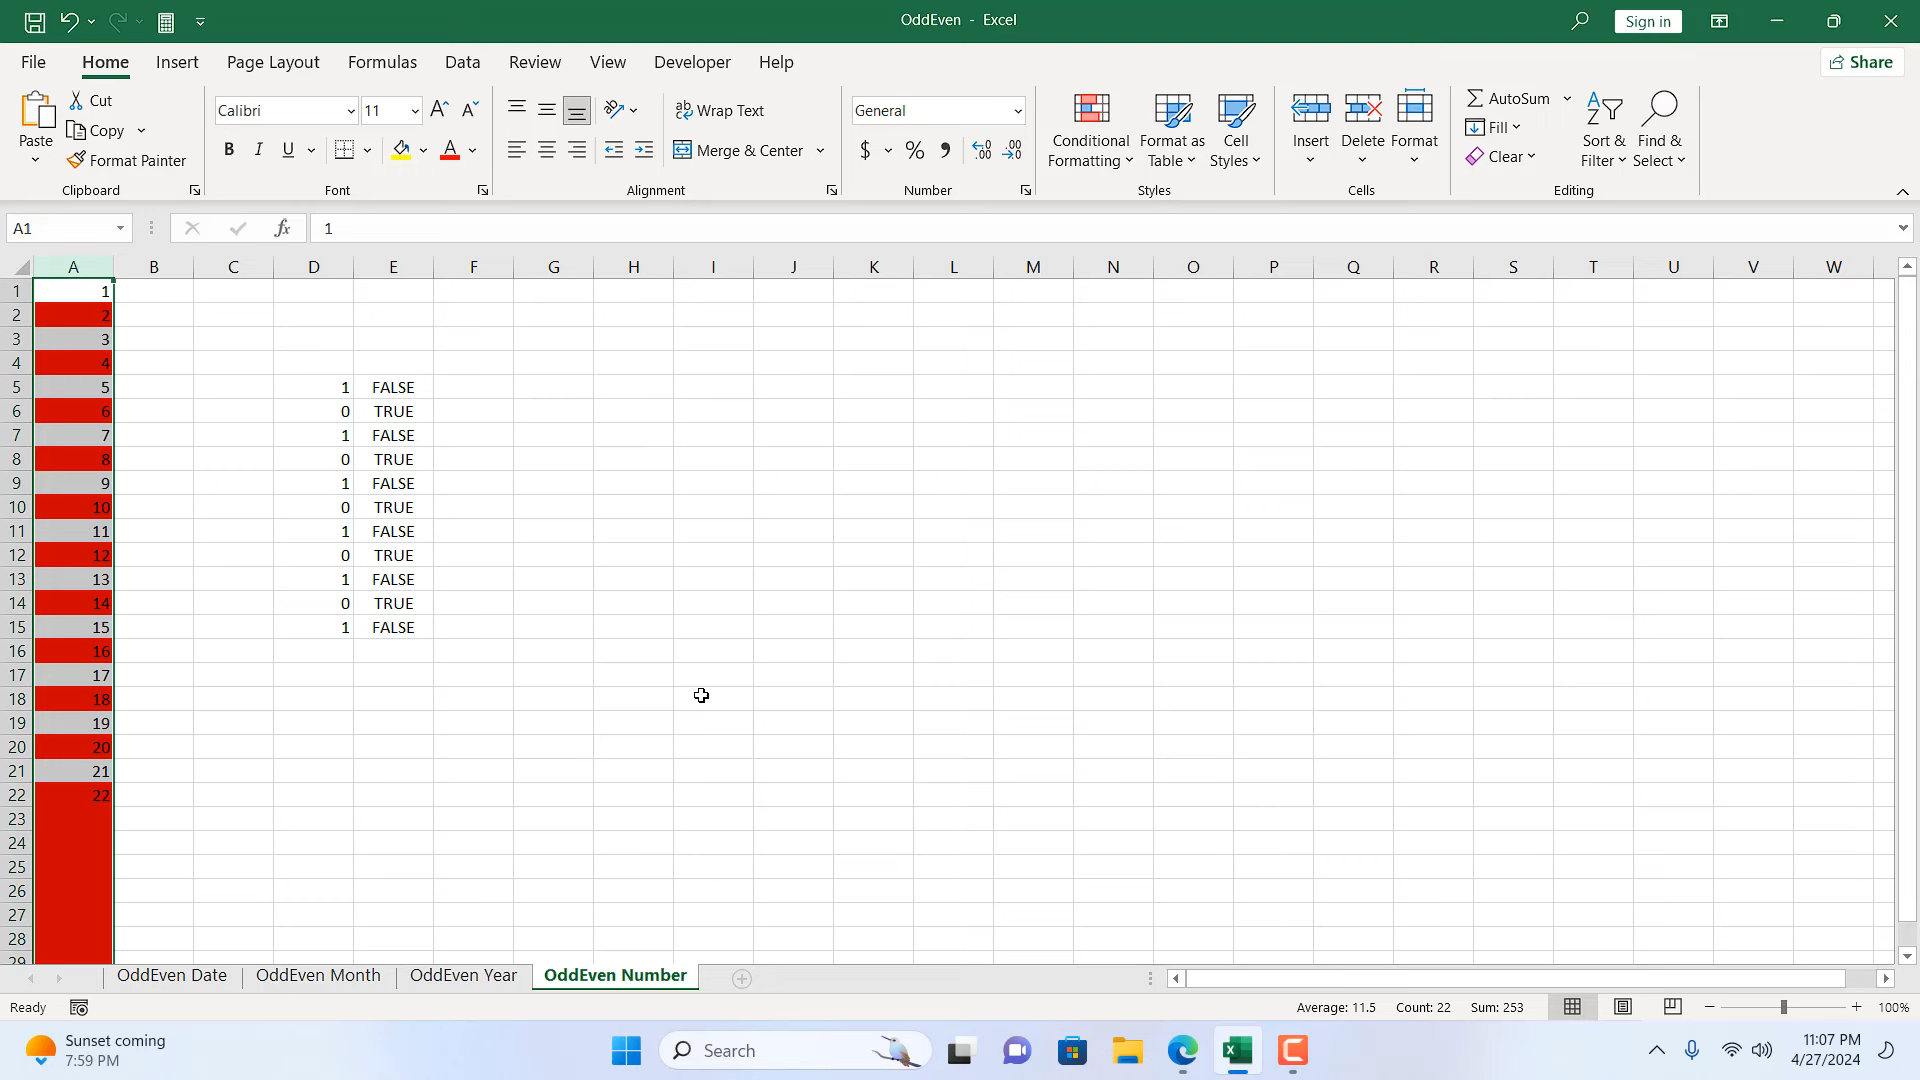 OddEven - Excel
Sign in
File Home Insert Page Layout Formulas Data Review View Developer Help
Share
Paste
Cut
Copy
Format Painter
Clipboard
Calibri 11
B I U A
Font
Wrap Text
Merge & Center
Alignment
General
$ % , .00 .00
Number
Conditional Formatting
Format as Table
Cell Styles
Styles
Insert Delete Format
Cells
AutoSum
Fill
Clear
Sort & Filter
Find & Select
Editing
A1 fx 1
A B C D E F G H I J K L M N O P Q R S T U V W
1 1
2 2
3 3
4 4
5 5 1 FALSE
6 6 0 TRUE
7 7 1 FALSE
8 8 0 TRUE
9 9 1 FALSE
10 10 0 TRUE
11 11 1 FALSE
12 12 0 TRUE
13 13 1 FALSE
14 14 0 TRUE
15 15 1 FALSE
16 16
17 17
18 18
19 19
20 20
21 21
22 22
23
24
25
26
27
28
29
OddEven Date OddEven Month OddEven Year OddEven Number
Ready Average: 11.5 Count: 22 Sum: 253 100%
Sunset coming
7:59 PM
Search
11:07 PM
4/27/2024